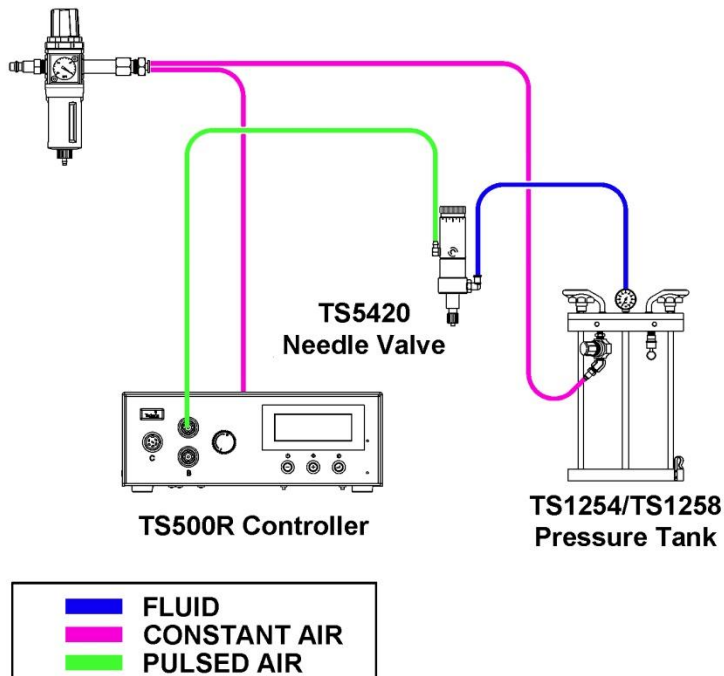 TS5420
Needle Valve
C
B
TS500R Controller
TS1254/TS1258
Pressure Tank
FLUID
CONSTANT AIR
PULSED AIR